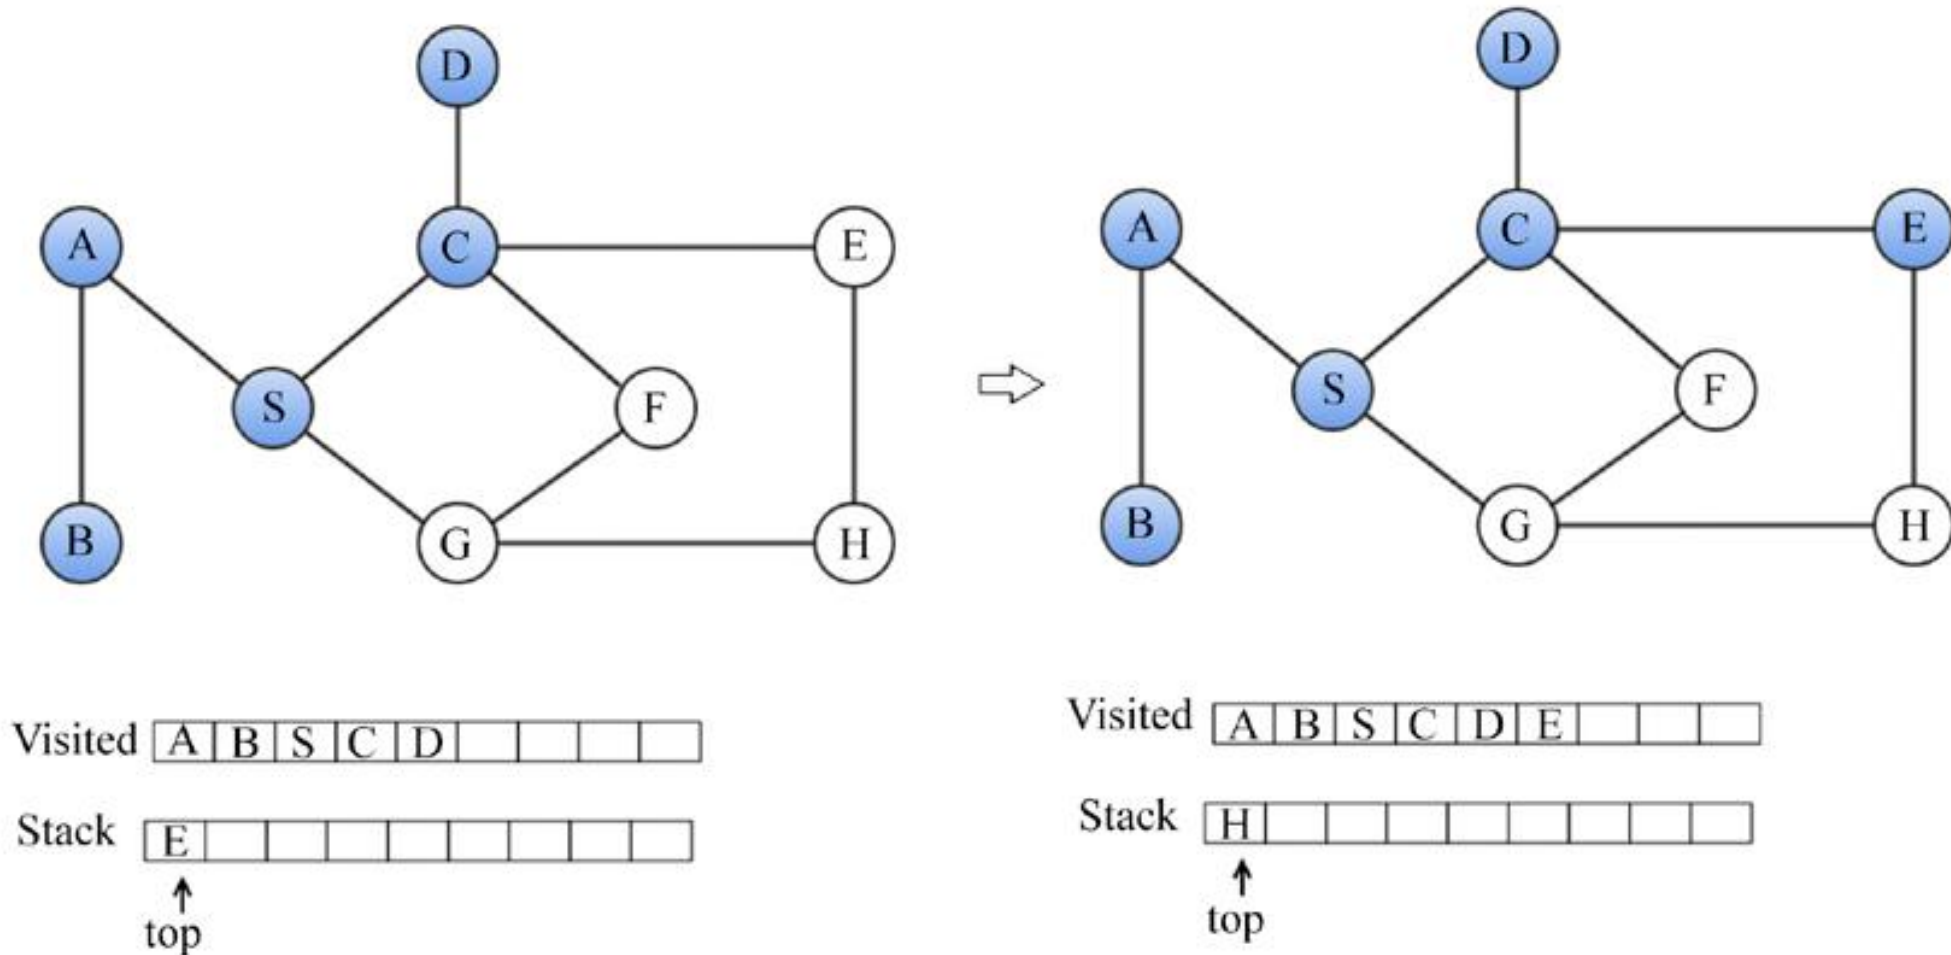 D
A
C
E
S
F
B
G
H
Visited A B S C D
Stack E
top
D
A
C
E
S
F
B
G
H
Visited A B S C D E
Stack H
top